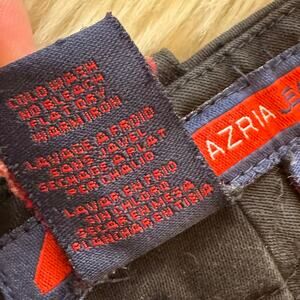 COLD WASH
NO BLEACH
FLAT DRY
WARM IRON
LAVAGE A FROID
SANS JAVEL
SECHAGE A PLAT
FER CHAUD
LAVAR EN FRIO
SIN CLORO
SECAR EN MESA
PLANCHAR EN TIBIA
AZRIA